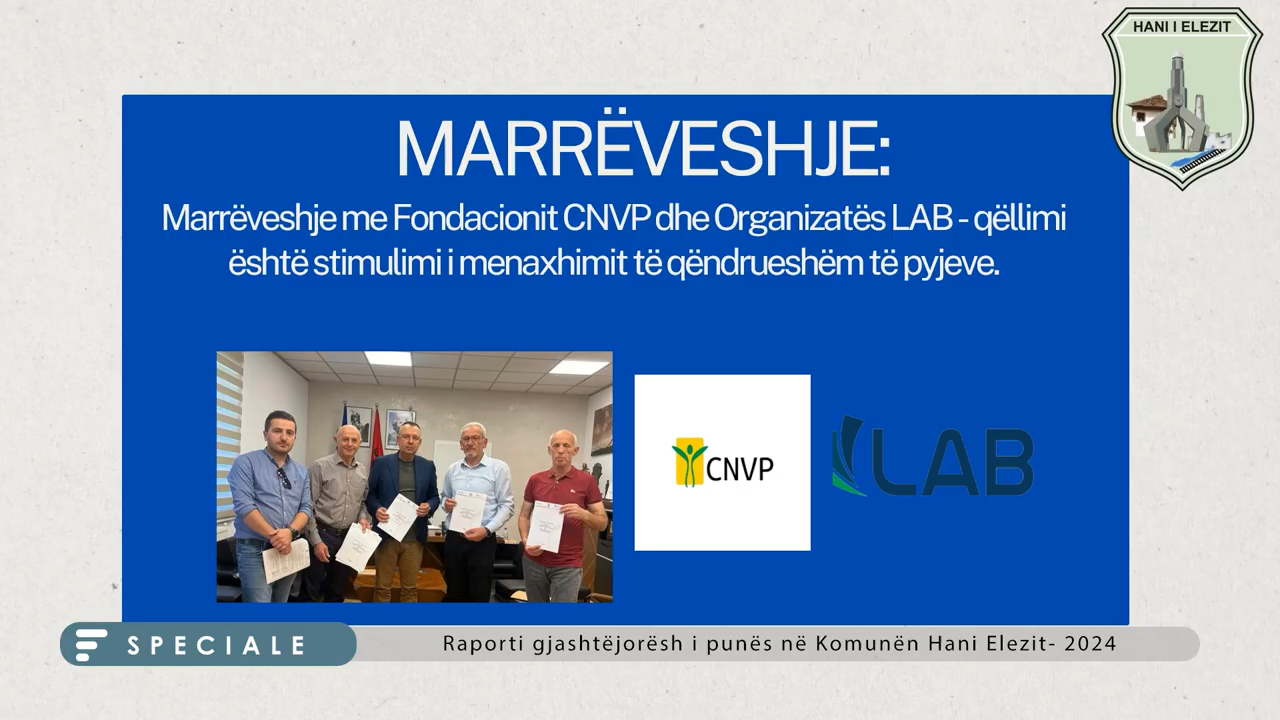 HANI I ELEZIT
MARRËVESHJE:
Marrëveshje me Fondacionit CNVP dhe Organizatës LAB - qëllimi
është stimulimi i menaxhimit të qëndrueshëm të pyjeve.
CNVP
LAB
SPECIALE
Raporti gjashtëjorësh i punës në Komunën Hani Elezit- 2024